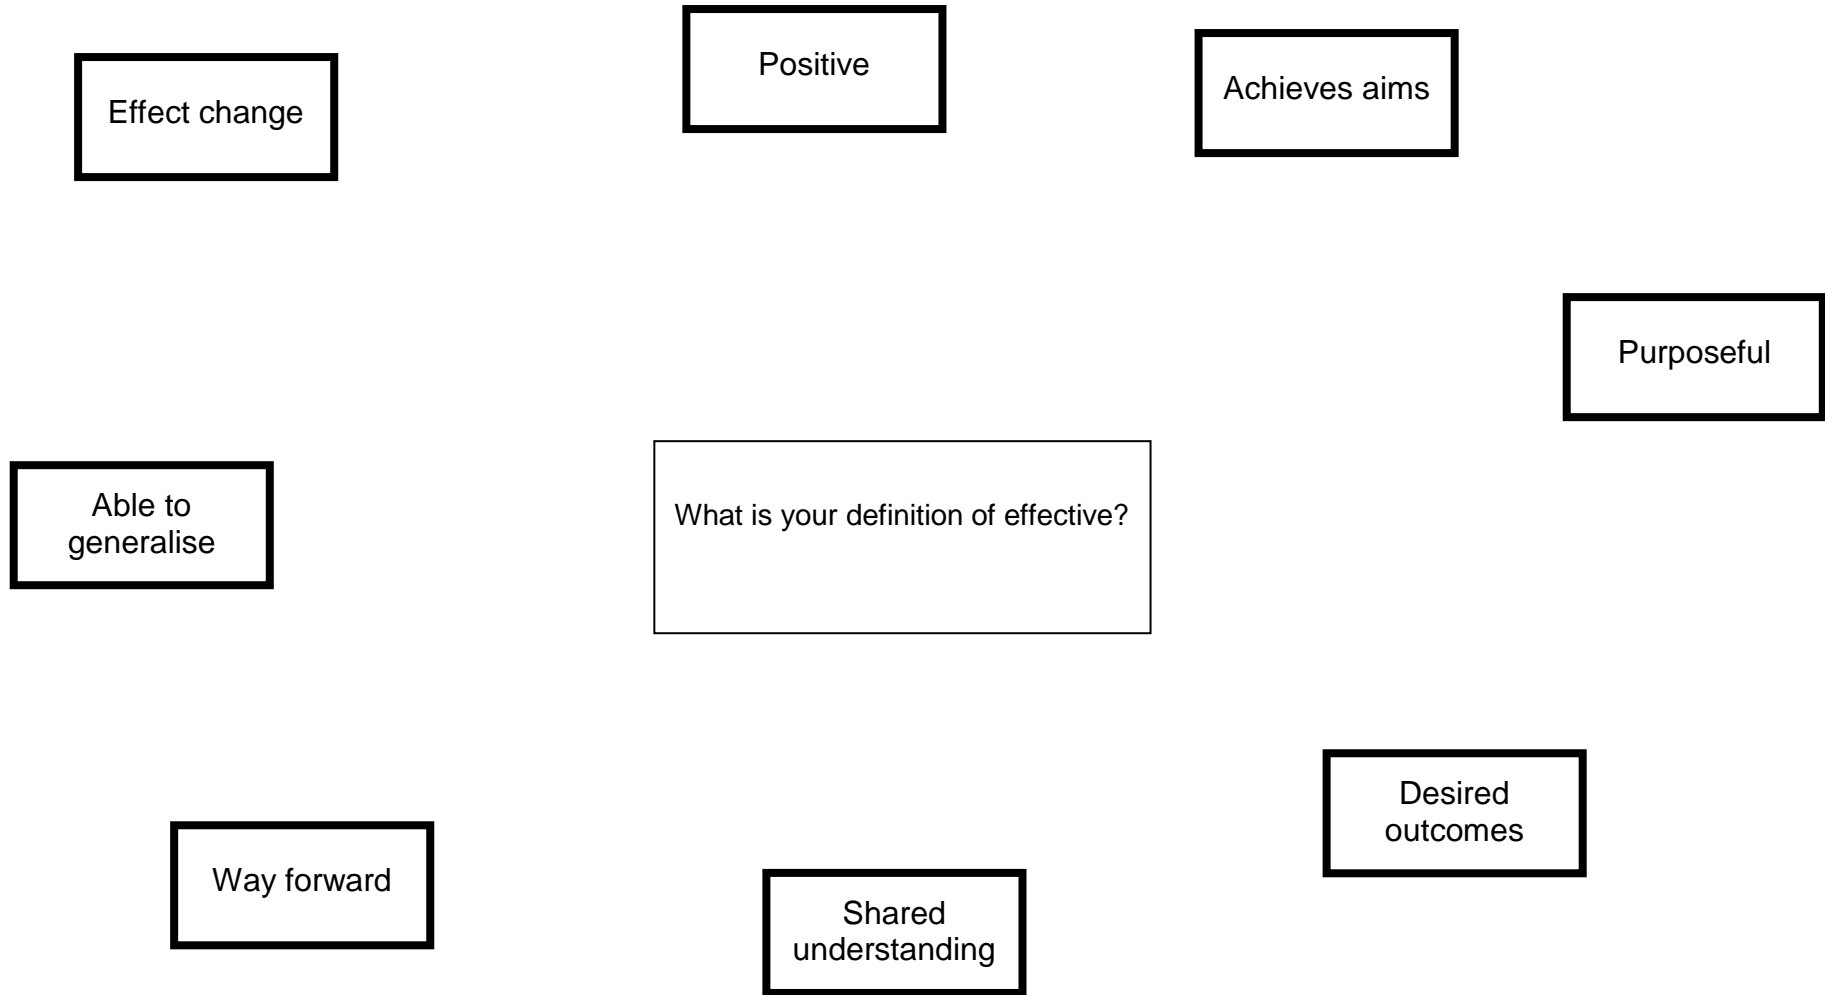 Positive
Achieves aims
Effect change
Purposeful
Able to
generalise
What is your definition of effective?
Desired
outcomes
Way forward
Shared
understanding